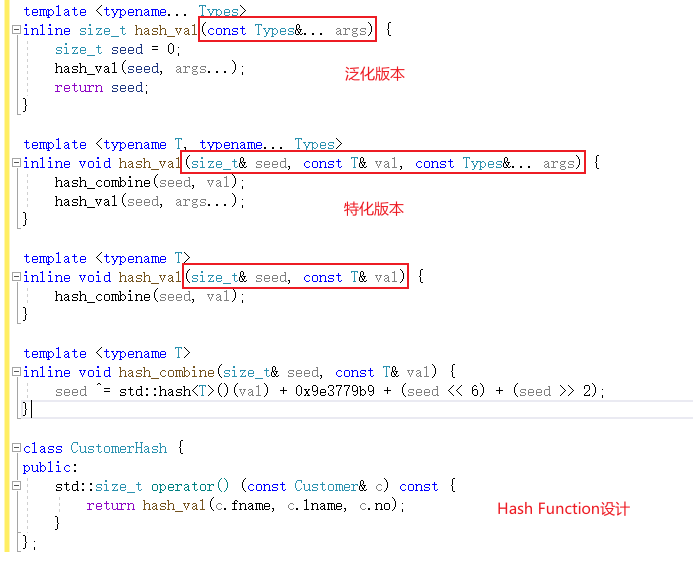 template <typename... Types>
inline size_t hash_val(const Types&... args) {
    size_t seed = 0;
    hash_val(seed, args...);
    return seed;
}
泛化版本
template <typename T, typename... Types>
inline void hash_val(size_t& seed, const T& val, const Types&... args) {
    hash_combine(seed, val);
    hash_val(seed, args...);
}
特化版本
template <typename T>
inline void hash_val(size_t& seed, const T& val) {
    hash_combine(seed, val);
}
template <typename T>
inline void hash_combine(size_t& seed, const T& val) {
    seed ^= std::hash<T>()(val) + 0x9e3779b9 + (seed << 6) + (seed >> 2);
}
class CustomerHash {
public:
    std::size_t operator() (const Customer& c) const {
        return hash_val(c.fname, c.lname, c.no);
    }
};
Hash Function设计